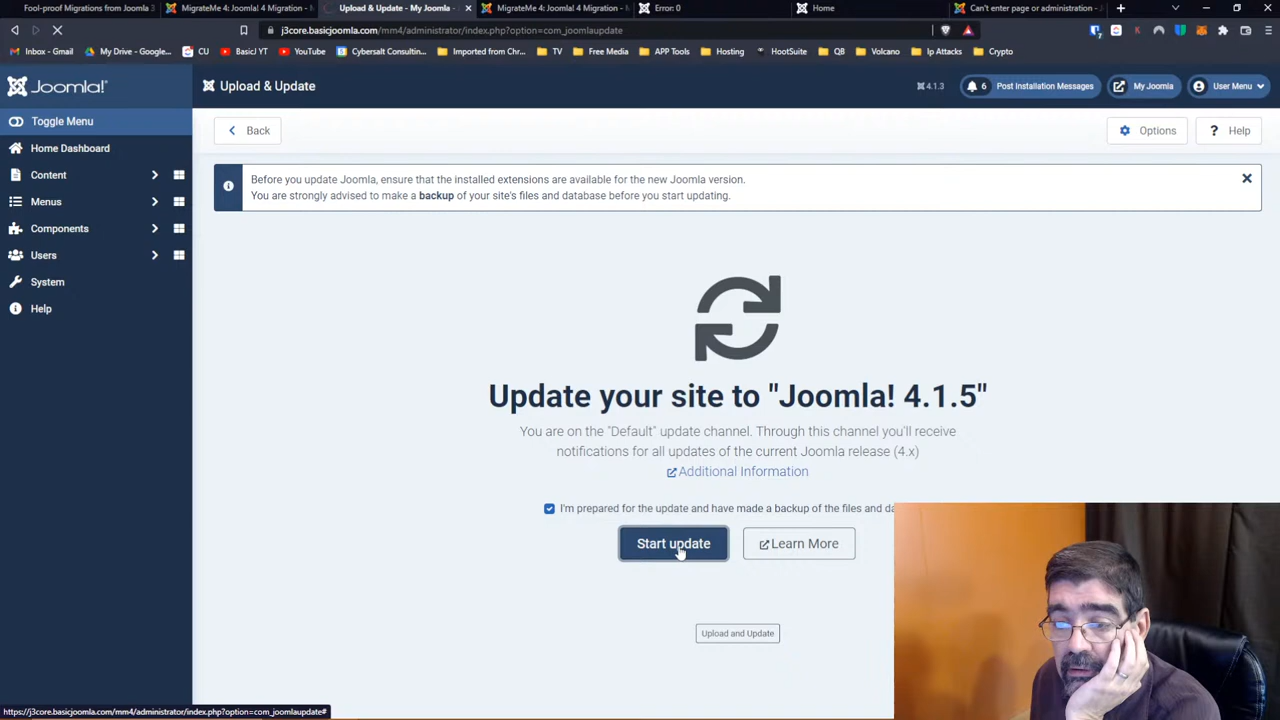 Fool-proof Migrations from Joomla 3
MigrateMe 4: Joomla! 4 Migration -
Upload & Update - My Joomla -
MigrateMe 4: Joomla! 4 Migration -
Error: 0
Home
Can't enter page or administration -
j3core.basicjoomla.com/mm4/administrator/index.php?option=com_joomlaupdate
Inbox - Gmail
My Drive - Google...
CU
BasicJ YT
YouTube
Cybersalt Consulting...
Imported from Chr...
TV
Free Media
APP Tools
Hosting
HootSuite
QB
Volcano
Ip Attacks
Crypto
Joomla!
Upload & Update
4.1.3
6 Post Installation Messages
My Joomla
User Menu
Toggle Menu
Home Dashboard
Content
Menus
Components
Users
System
Help
Back
Options
Help
Before you update Joomla, ensure that the installed extensions are available for the new Joomla version.
You are strongly advised to make a backup of your site's files and database before you start updating.
Update your site to "Joomla! 4.1.5"
You are on the "Default" update channel. Through this channel you'll receive
notifications for all updates of the current Joomla release (4.x)
Additional Information
I'm prepared for the update and have made a backup of the files and da
Start update
Learn More
Upload and Update
https://j3core.basicjoomla.com/mm4/administrator/index.php?option=com_joomlaupdate#